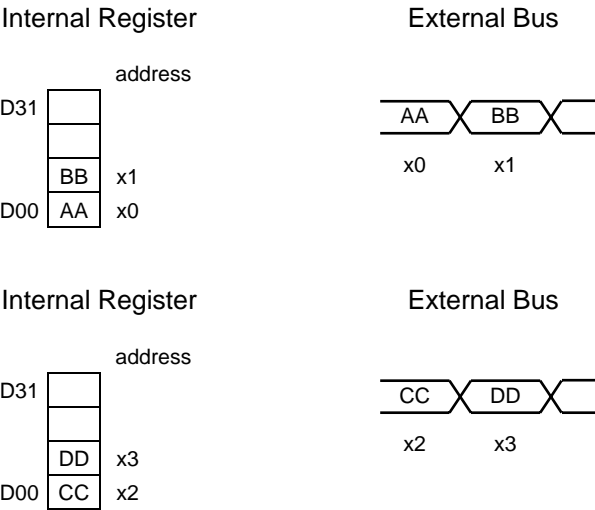 Internal Register External Bus
address
D31
AA BB
x0 x1
BB x1
D00 AA x0
Internal Register External Bus
address
D31
CC DD
x2 x3
DD x3
D00 CC x2